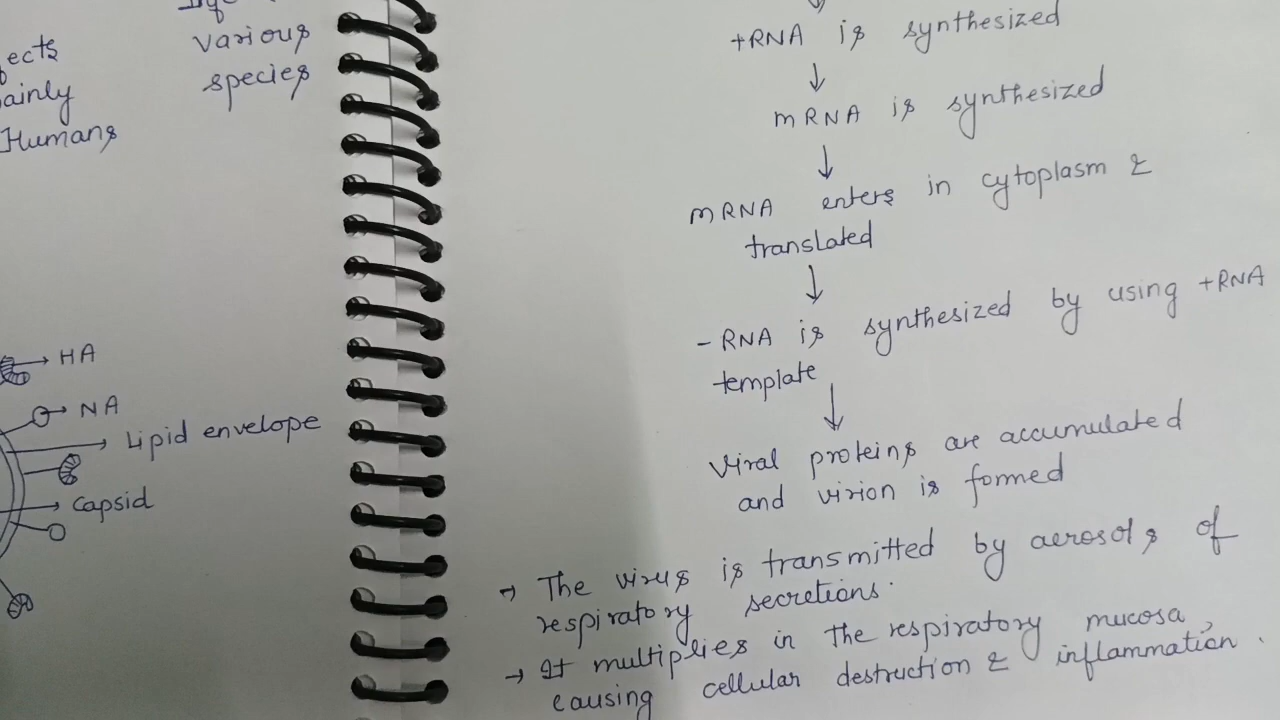 various
species
Humans
HA
NA
Lipid envelope
capsid
+RNA is synthesized
↓
mRNA is synthesized
↓
mRNA enters in cytoplasm &
translated
↓
- RNA is synthesized by using +RNA
template
↓
Viral proteins are accumulated
and virion is formed
→ The virus is transmitted by aerosols of
respiratory secretions.
→ It multiplies in the respiratory mucosa,
causing cellular destruction & inflammation.